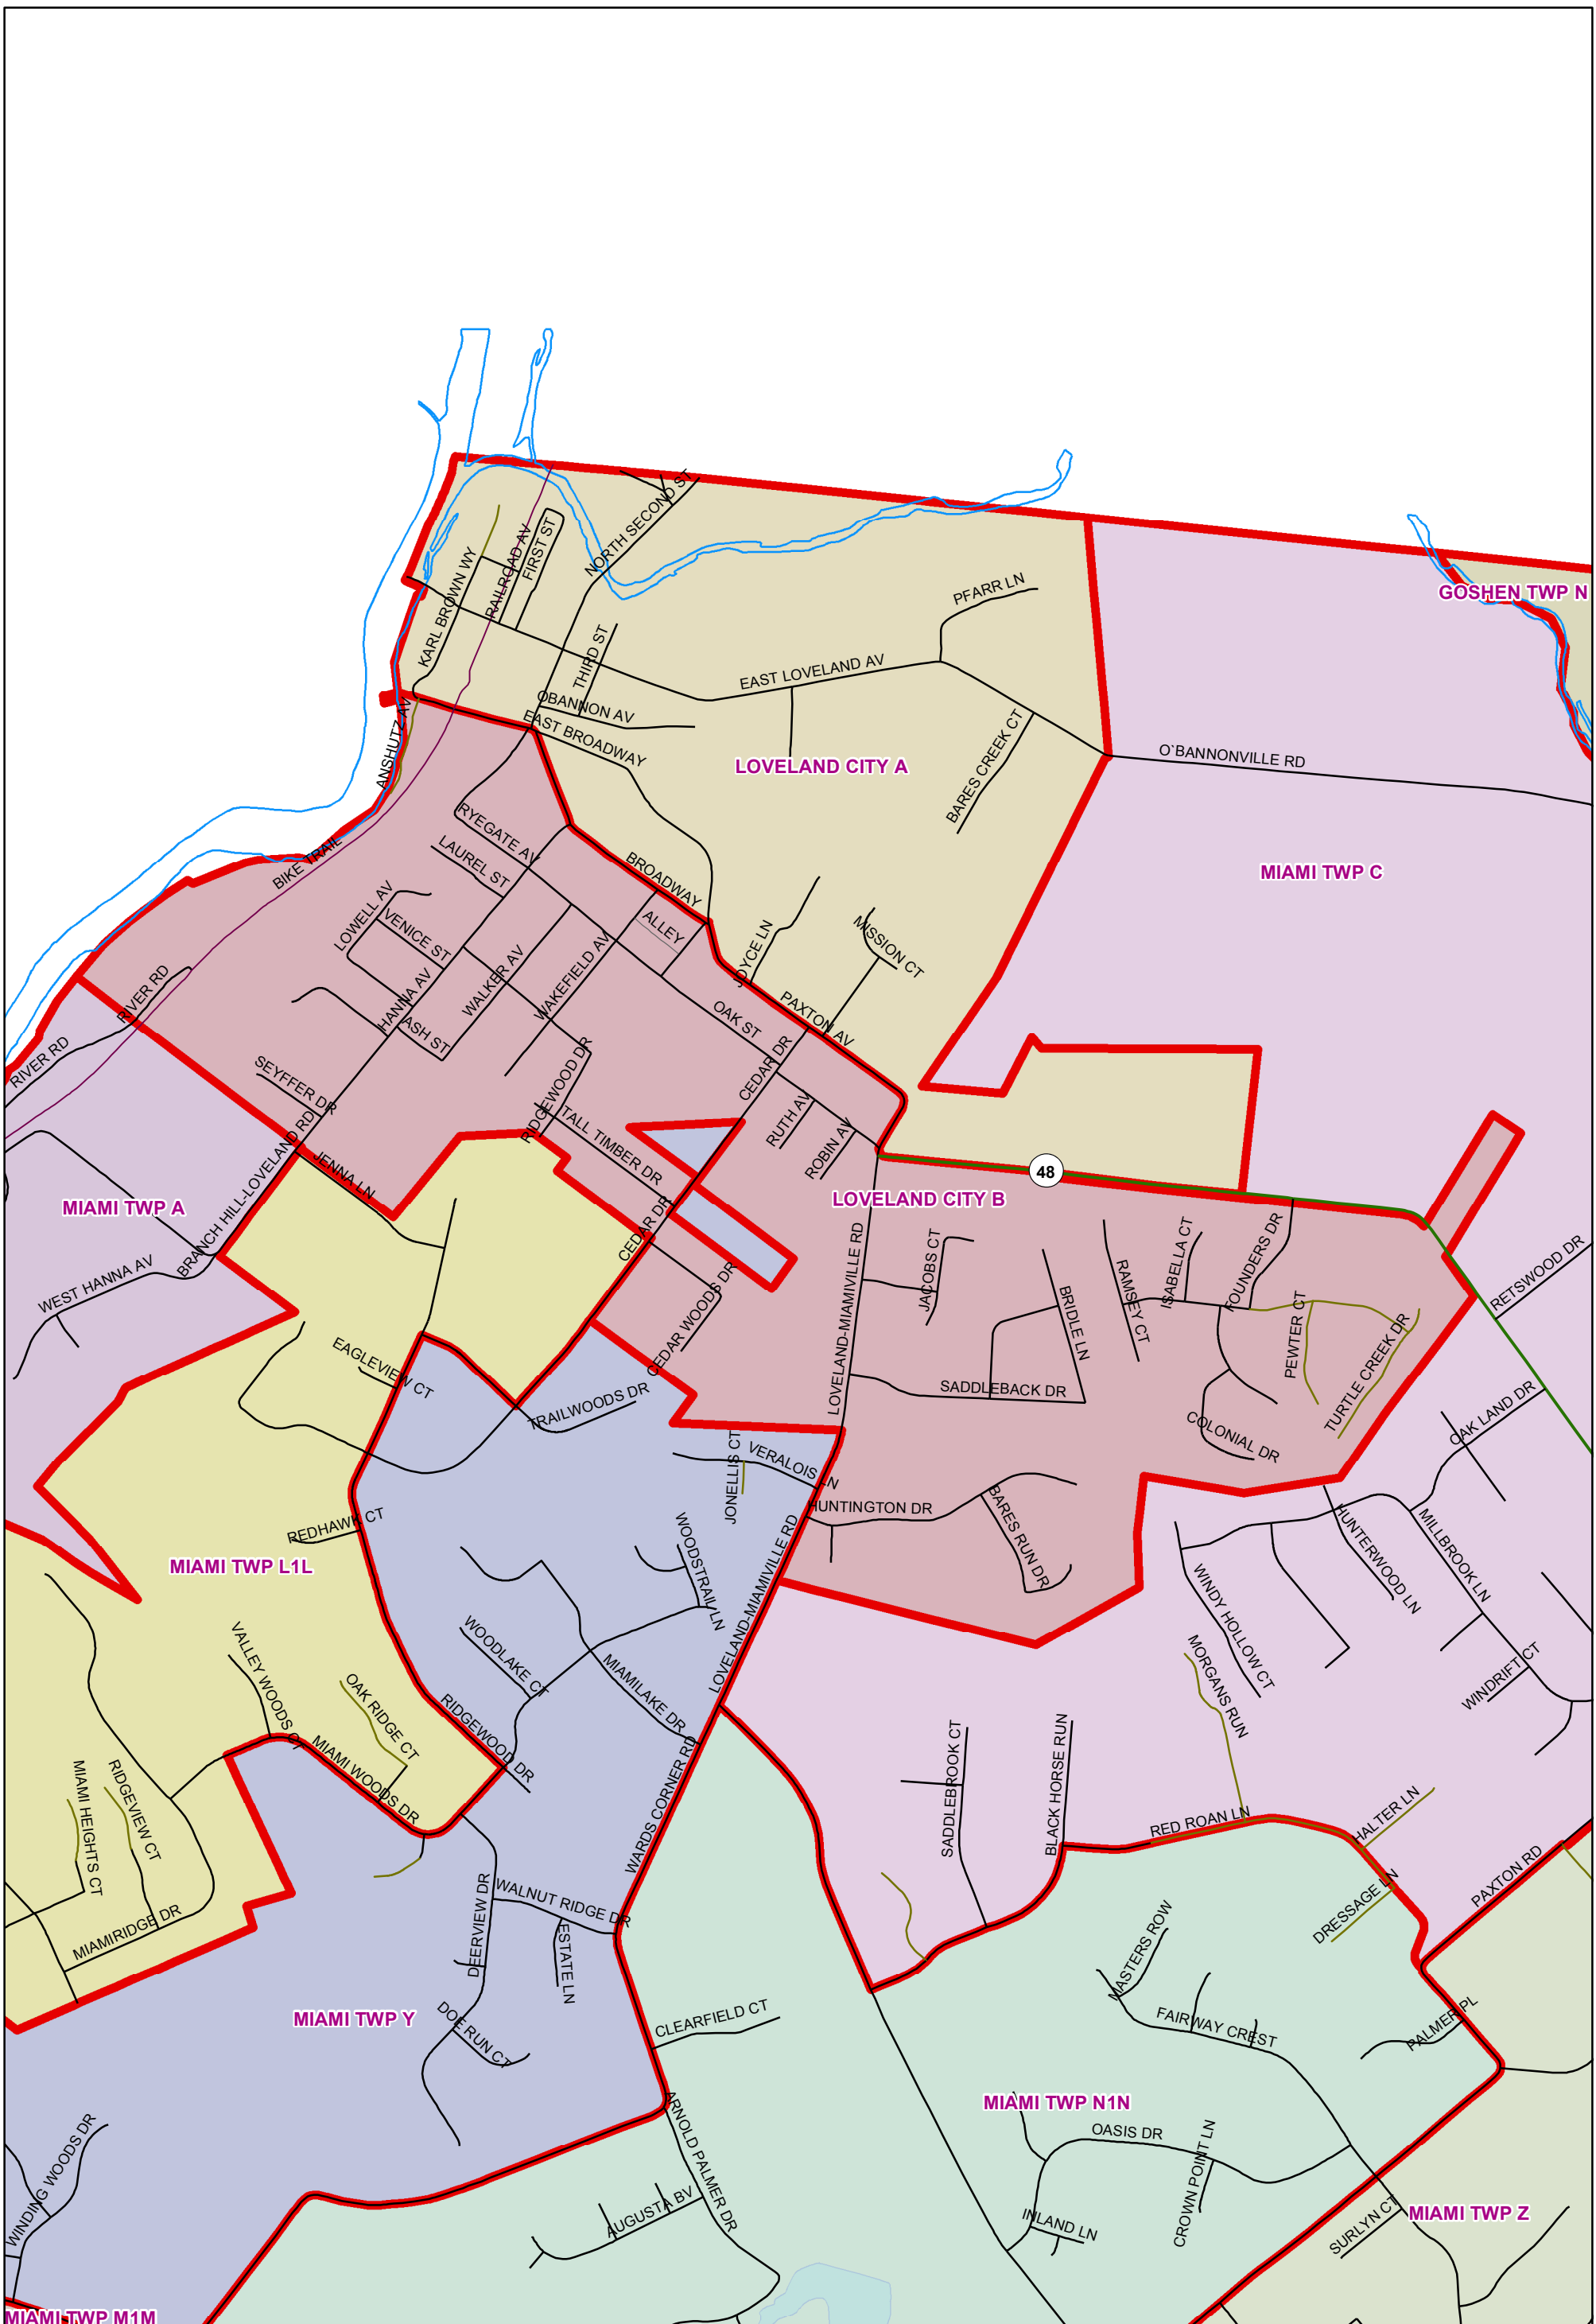 NORTH SECOND ST
RAILROAD AV
FIRST ST
KARL BROWN WY
PFARR LN
GOSHEN TWP N
THIRD ST
EAST LOVELAND AV
OBANNON AV
EAST BROADWAY
ANSHUTZ AV
BARES CREEK CT
O`BANNONVILLE RD
LOVELAND CITY A
MIAMI TWP C
RYEGATE AV
LAUREL ST
BIKE TRAIL
BROADWAY
LOWELL AV
VENICE ST
ALLEY
JOYCE LN
MISSION CT
WALKER AV
WAKEFIELD AV
HANNA AV
ASH ST
RIVER RD
RIVER RD
OAK ST
PAXTON AV
SEYFFER DR
RIDGEWOOD DR
CEDAR DR
TALL TIMBER DR
RUTH AV
ROBIN AV
48
JENNA LN
BRANCH HILL-LOVELAND RD
MIAMI TWP A
LOVELAND CITY B
CEDAR DR
WEST HANNA AV
CEDAR WOODS DR
LOVELAND-MIAMIVILLE RD
JACOBS CT
BRIDLE LN
RAMSEY CT
ISABELLA CT
FOUNDERS DR
PEWTER CT
TURTLE CREEK DR
RETSWOOD DR
EAGLEVIEW CT
TRAILWOODS DR
SADDLEBACK DR
COLONIAL DR
OAK LAND DR
JONELLIS CT
VERALOIS LN
HUNTINGTON DR
BARES RUN DR
REDHAWK CT
MIAMI TWP L1L
WOODSTRAIL LN
LOVELAND-MIAMIVILLE RD
HUNTERWOOD LN
MILLBROOK LN
WINDY HOLLOW CT
MORGANS RUN
WINDRIFT CT
VALLEY WOODS CT
OAK RIDGE CT
WOODLAKE CT
MIAMILAKE DR
RIDGEWOOD DR
MIAMI WOODS DR
MIAMI HEIGHTS CT
RIDGEVIEW CT
MIAMIRIDGE DR
WARDS CORNER RD
SADDLEBROOK CT
BLACK HORSE RUN
RED ROAN LN
HALTER LN
DRESSAGE LN
PAXTON RD
DEERVIEW DR
WALNUT RIDGE DR
ESTATE LN
MASTERS ROW
MIAMI TWP Y
DOE RUN CT
CLEARFIELD CT
FAIRWAY CREST
PALMER PL
MIAMI TWP N1N
WINDING WOODS DR
ARNOLD PALMER DR
OASIS DR
CROWN POINT LN
AUGUSTA BV
INLAND LN
SURLYN CT
MIAMI TWP Z
MIAMI TWP M1M